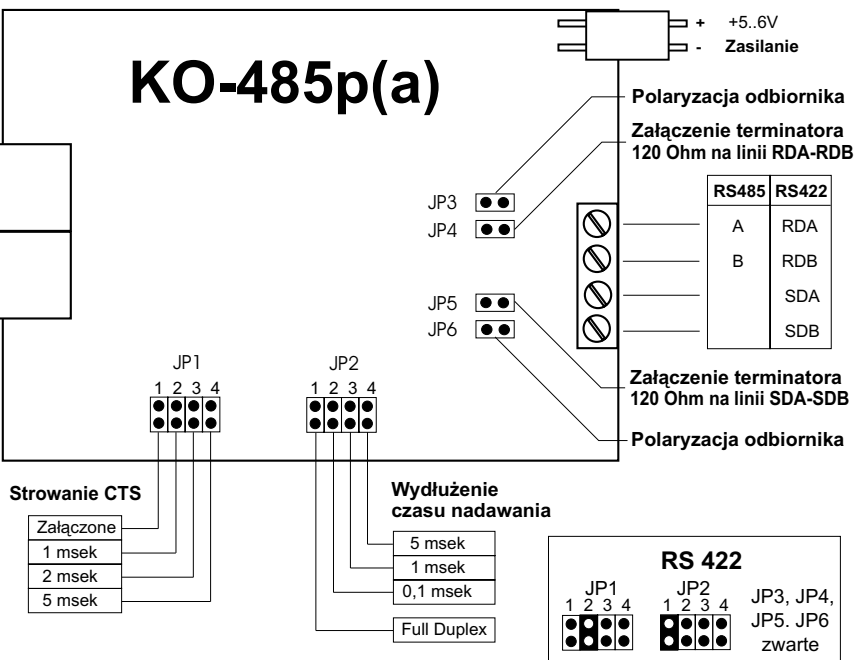 + +5..6V
- Zasilanie
KO-485p(a)
Polaryzacja odbiornika
Załączenie terminatora
120 Ohm na linii RDA-RDB
JP3
JP4
RS485 RS422
A RDA
B RDB
SDA
SDB
JP5
JP6
Załączenie terminatora
120 Ohm na linii SDA-SDB
Polaryzacja odbiornika
JP1
1 2 3 4
JP2
1 2 3 4
Strowanie CTS
Załączone
1 msek
2 msek
5 msek
Wydłużenie
czasu nadawania
5 msek
1 msek
0,1 msek
Full Duplex
RS 422
JP1
1 2 3 4
JP2
1 2 3 4
JP3, JP4,
JP5. JP6
zwarte